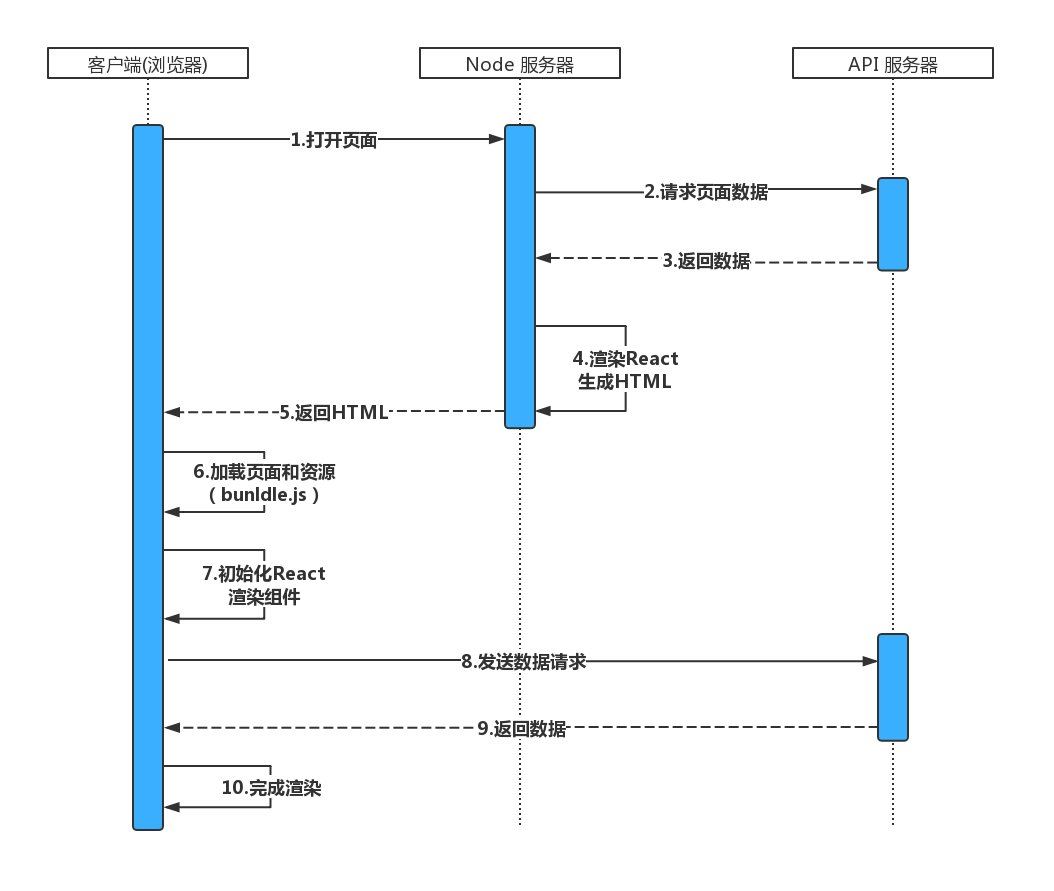 客户端(浏览器)
Node 服务器
API 服务器
1.打开页面
2.请求页面数据
3.返回数据
4.渲染React
生成HTML
5.返回HTML
6.加载页面和资源
（bunldle.js）
7.初始化React
渲染组件
8.发送数据请求
9.返回数据
10.完成渲染